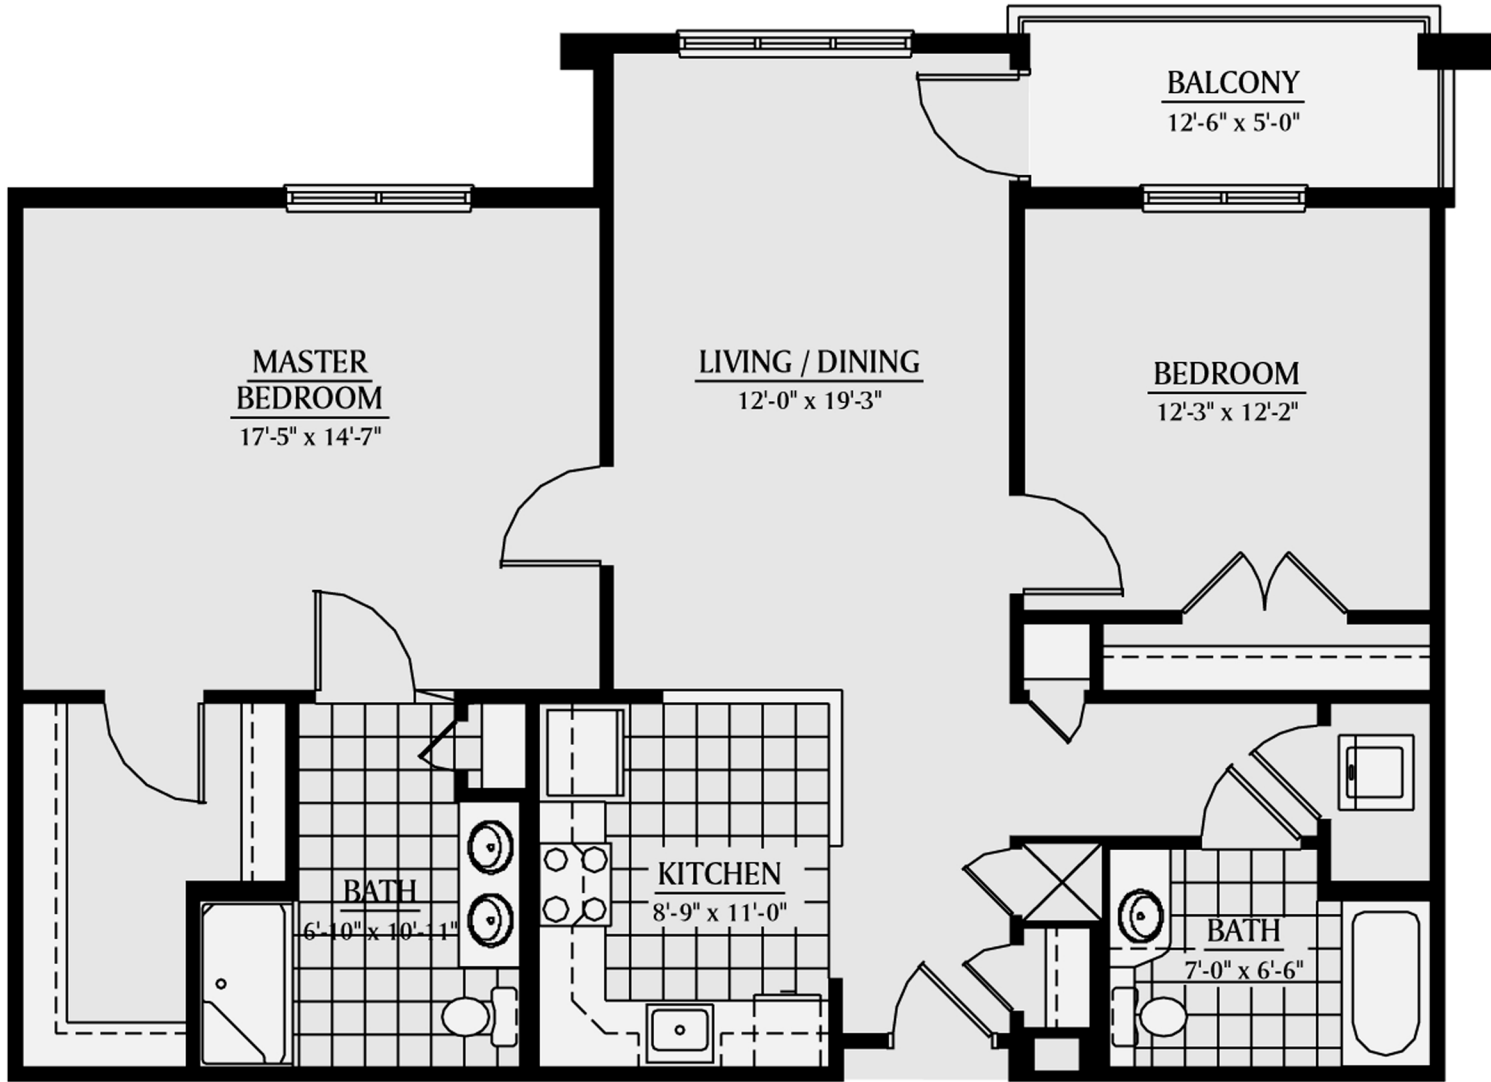 BALCONY
12'-6" x 5'-0"
MASTER
BEDROOM
17'-5" x 14'-7"
LIVING / DINING
12'-0" x 19'-3"
BEDROOM
12'-3" x 12'-2"
BATH
6'-10" x 10'-11"
KITCHEN
8'-9" x 11'-0"
BATH
7'-0" x 6'-6"